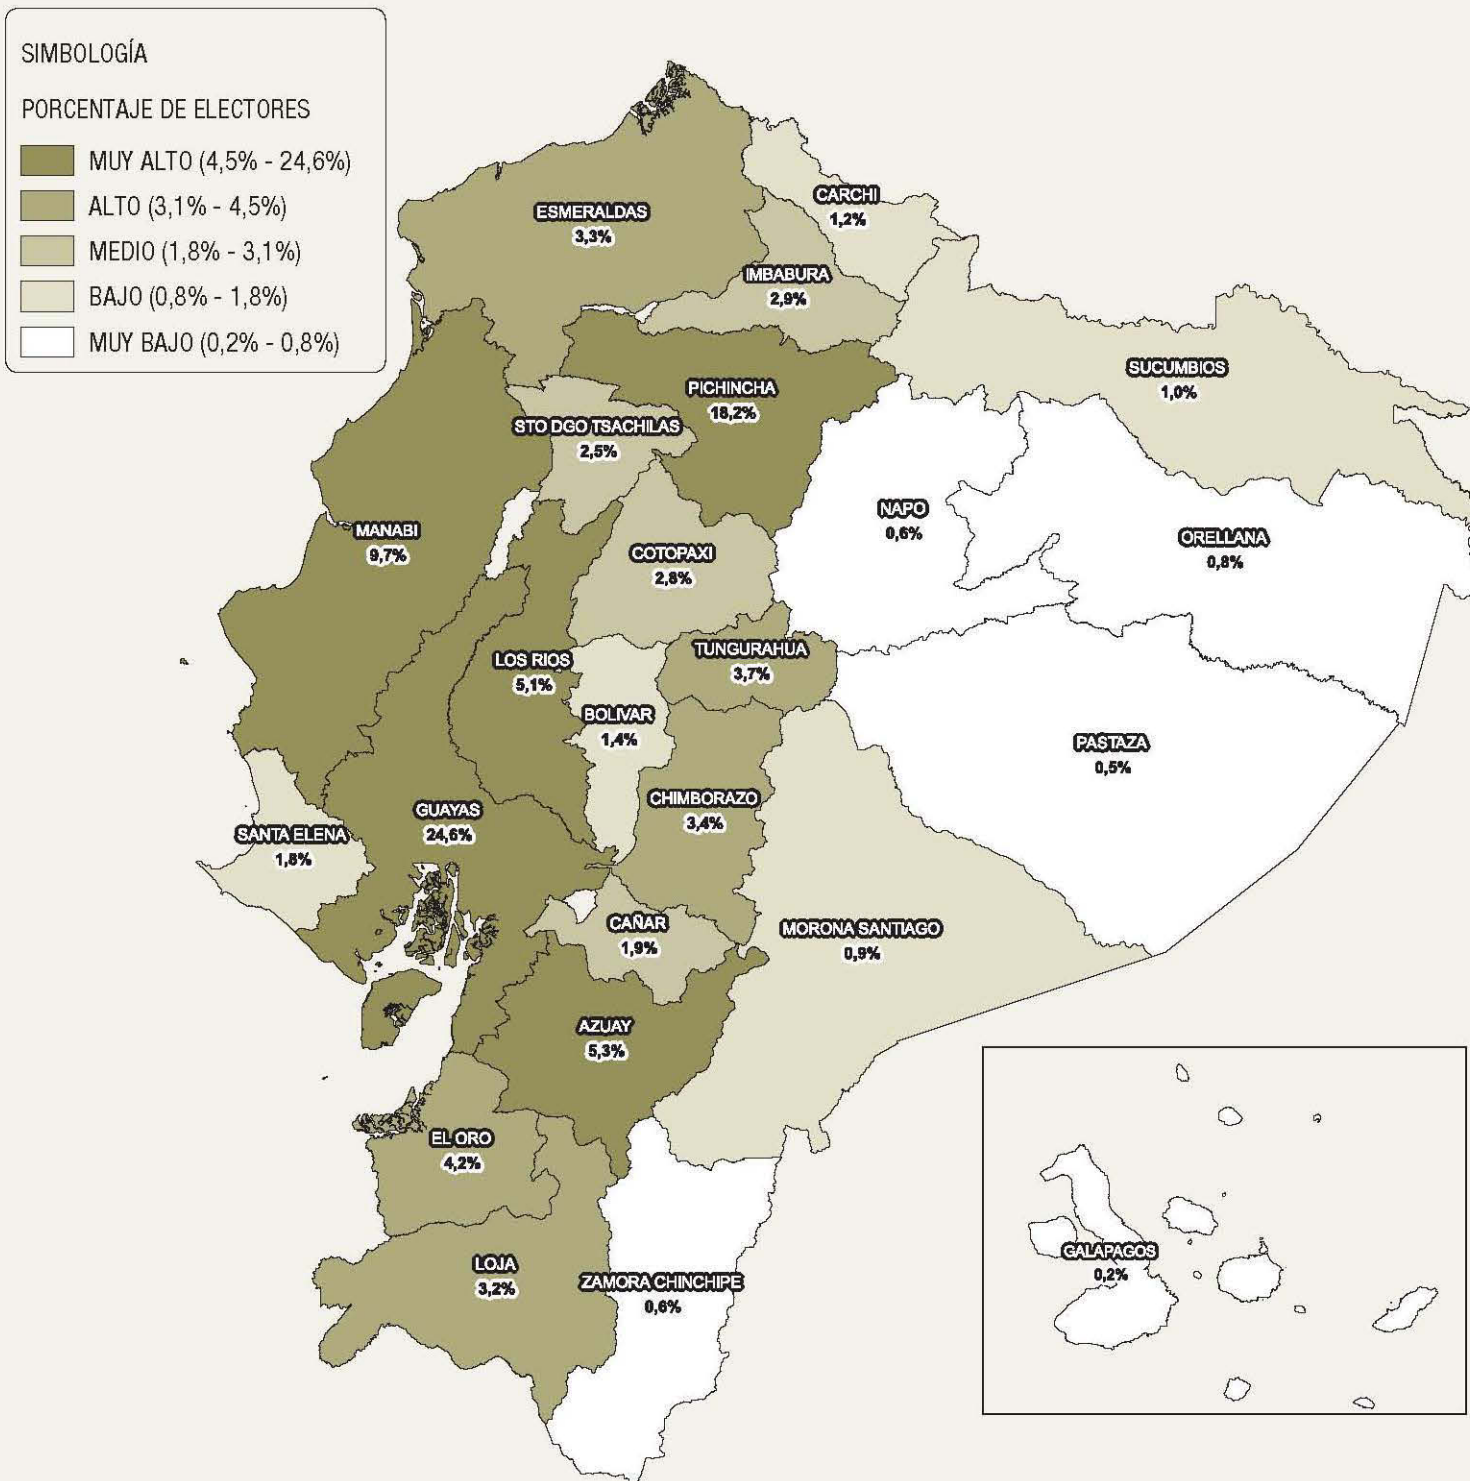 SIMBOLOGÍA
PORCENTAJE DE ELECTORES
MUY ALTO (4,5% - 24,6%)
ALTO (3,1% - 4,5%)
MEDIO (1,8% - 3,1%)
BAJO (0,8% - 1,8%)
MUY BAJO (0,2% - 0,8%)
CARCHI
1,2%
ESMERALDAS
3,3%
IMBABURA
2,9%
SUCUMBIOS
1,0%
PICHINCHA
18,2%
STO DGO TSACHILAS
2,5%
NAPO
0,6%
MANABI
9,7%
ORELLANA
0,8%
COTOPAXI
2,8%
TUNGURAHUA
3,7%
LOS RIOS
5,1%
BOLIVAR
1,4%
PASTAZA
0,5%
CHIMBORAZO
3,4%
GUAYAS
24,6%
SANTA ELENA
1,8%
CAÑAR
1,9%
MORONA SANTIAGO
0,9%
AZUAY
5,3%
EL ORO
4,2%
LOJA
3,2%
ZAMORA CHINCHIPE
0,6%
GALAPAGOS
0,2%